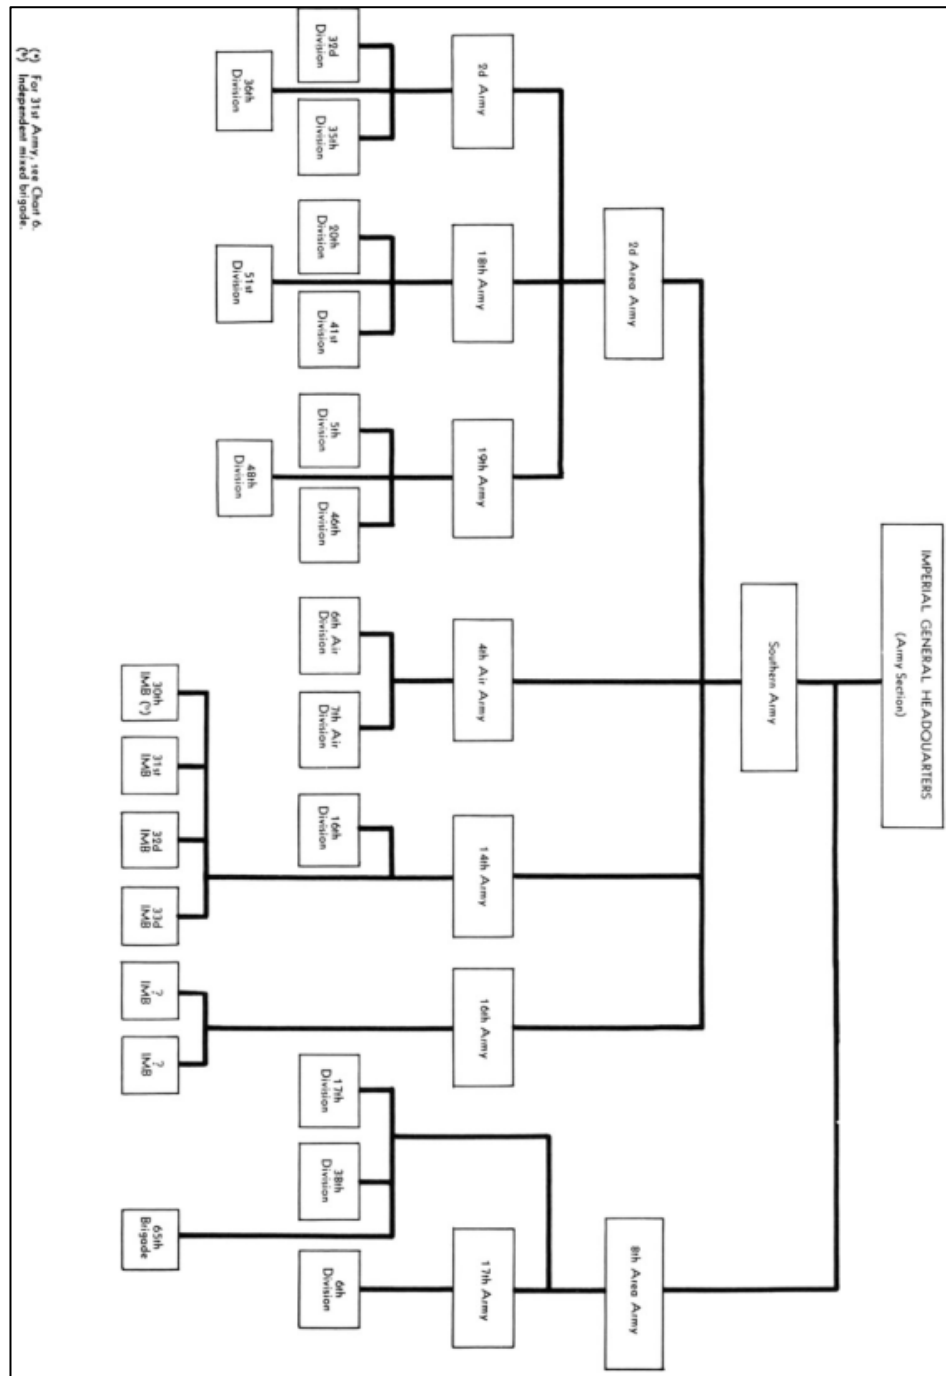 IMPERIAL GENERAL HEADQUARTERS
(Army Section)
Southern Army
2d Area Army
8th Area Army
2d Army
18th Army
19th Army
4th Air Army
14th Army
16th Army
17th Army
32d
Division
35th
Division
20th
Division
41st
Division
5th
Division
46th
Division
6th Air
Division
7th Air
Division
16th
Division
17th
Division
38th
Division
6th
Division
36th
Division
51st
Division
48th
Division
30th
IMB (b)
31st
IMB
32d
IMB
33d
IMB
?
IMB
?
IMB
65th
Brigade
(*) For 31st Army, see Chart 6.
(b) Independent mixed brigade.